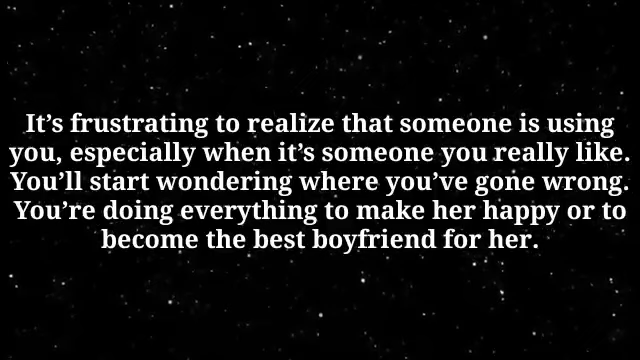 It’s frustrating to realize that someone is using
you, especially when it’s someone you really like.
You’ll start wondering where you’ve gone wrong.
You’re doing everything to make her happy or to
become the best boyfriend for her.